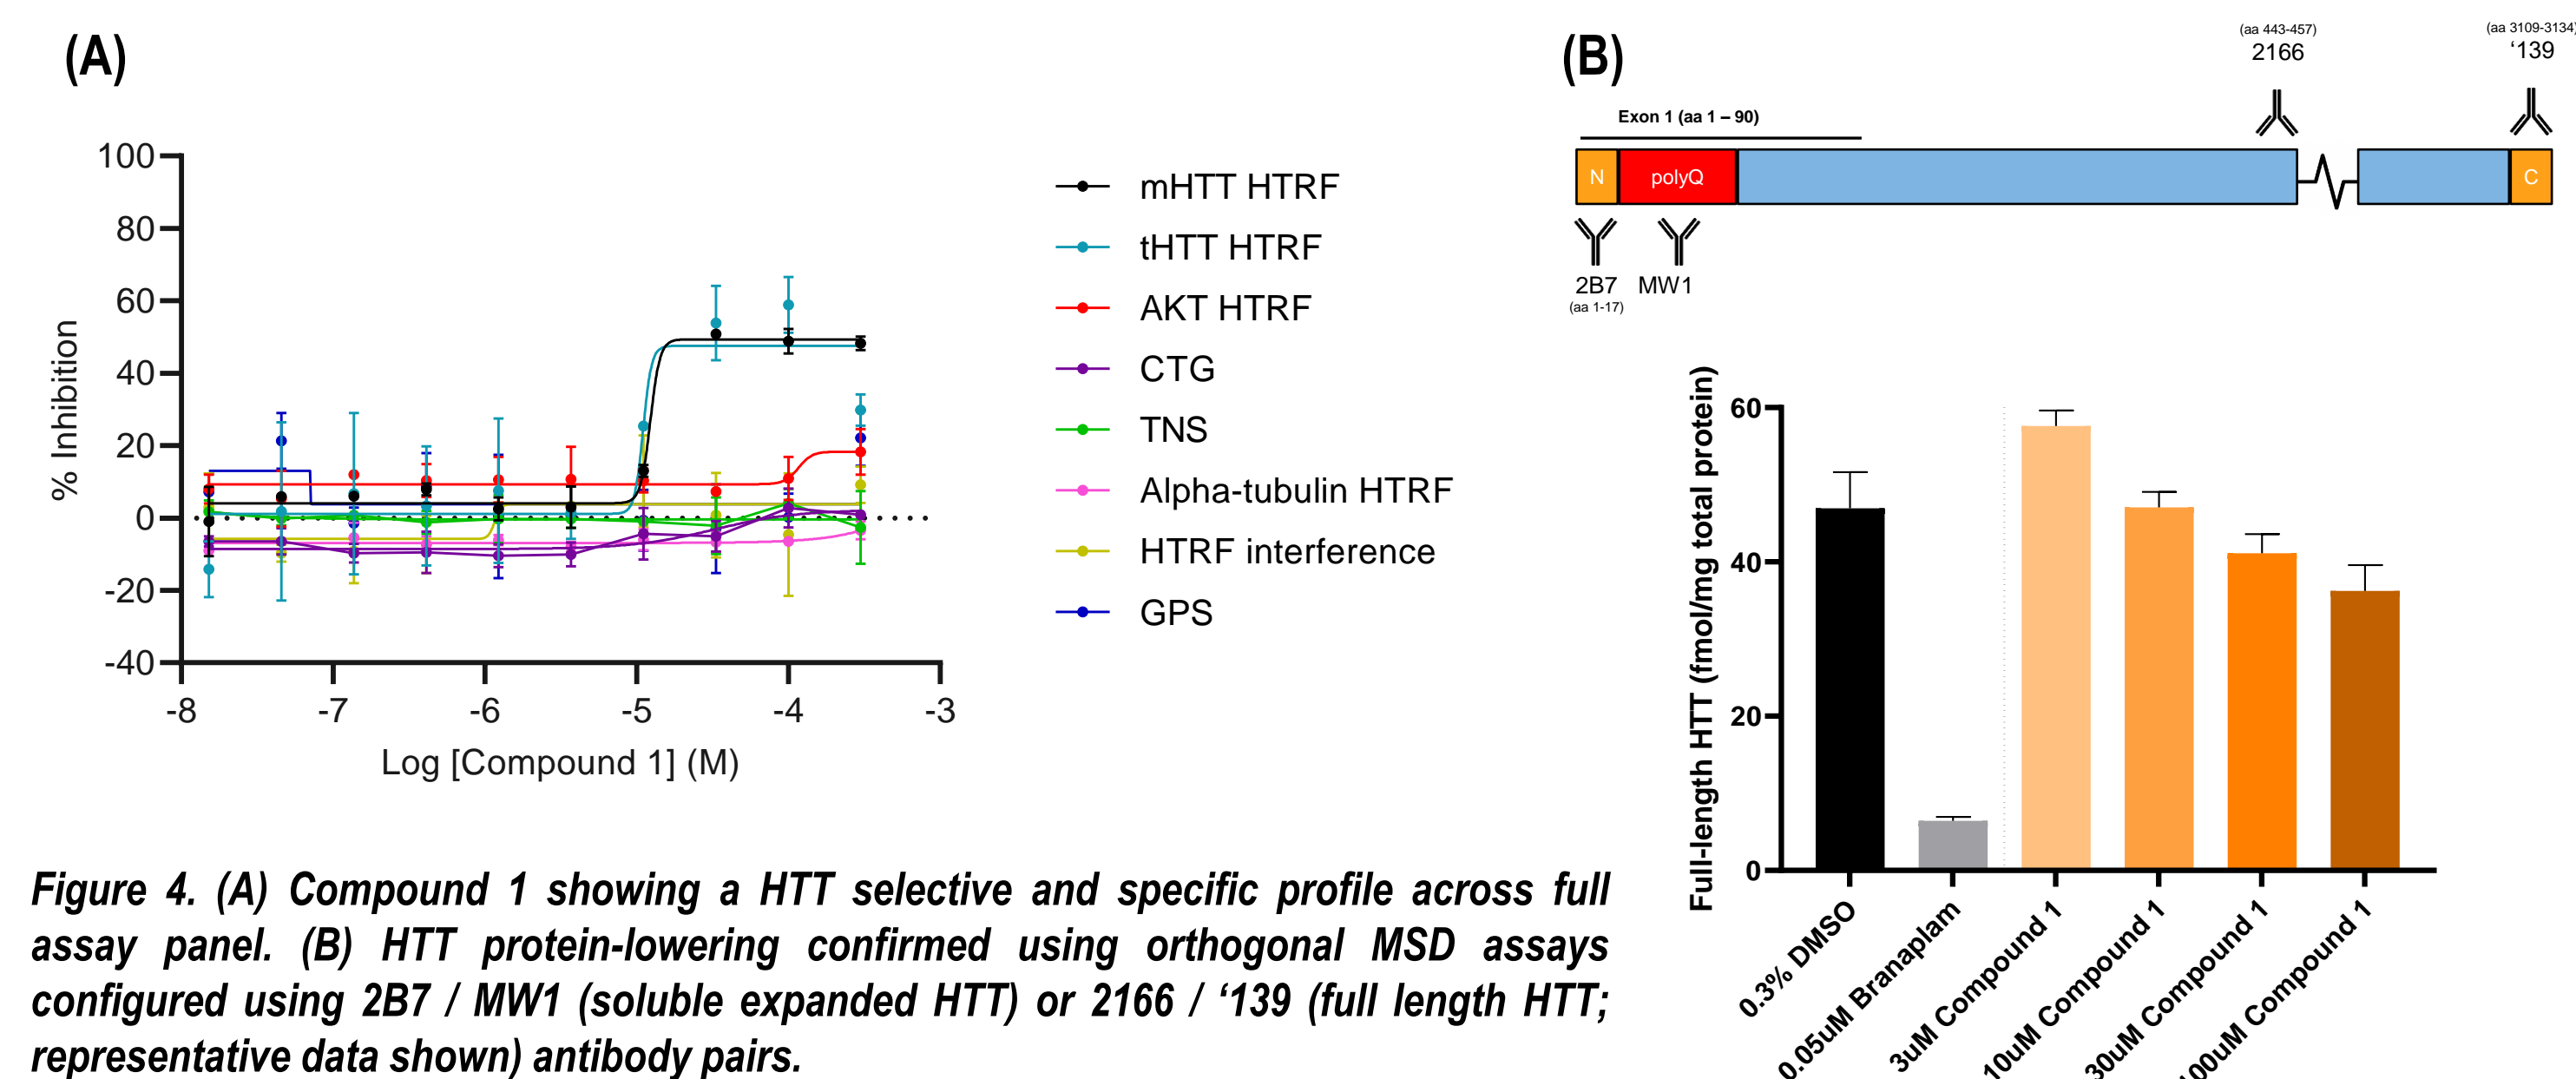 (A)
100
80
60
40
20
0
-20
-40
% Inhibition
-8
-7
-6
-5
-4
-3
Log [Compound 1] (M)
mHTT HTRF
tHTT HTRF
AKT HTRF
CTG
TNS
Alpha-tubulin HTRF
HTRF interference
GPS
(B)
(aa 443-457)
2166
(aa 3109-3134)
‘139
Exon 1 (aa 1 – 90)
N
polyQ
C
2B7
MW1
(aa 1-17)
Full-length HTT (fmol/mg total protein)
60
40
20
0
0.3% DMSO
0.05uM Branaplam
3uM Compound 1
10uM Compound 1
30uM Compound 1
00uM Compound 1
Figure 4. (A) Compound 1 showing a HTT selective and specific profile across full
assay panel. (B) HTT protein-lowering confirmed using orthogonal MSD assays
configured using 2B7 / MW1 (soluble expanded HTT) or 2166 / ‘139 (full length HTT;
representative data shown) antibody pairs.